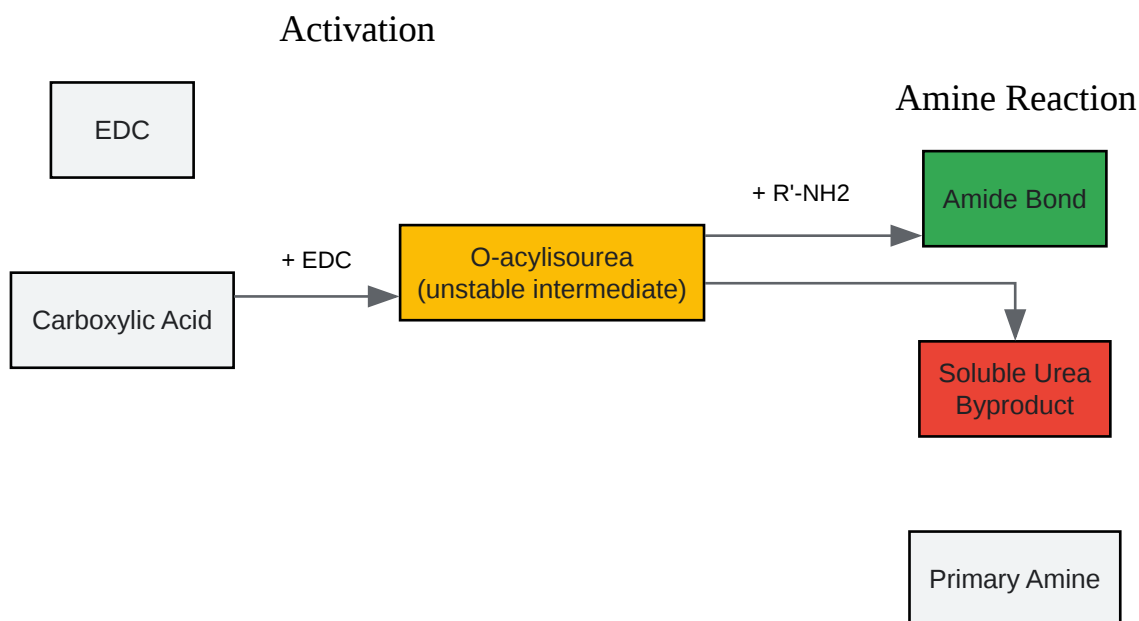 Activation
EDC
Amine Reaction
Amide Bond
+ R'-NH2
+ EDC
O-acylisourea
(unstable intermediate)
Carboxylic Acid
Soluble Urea
Byproduct
Primary Amine